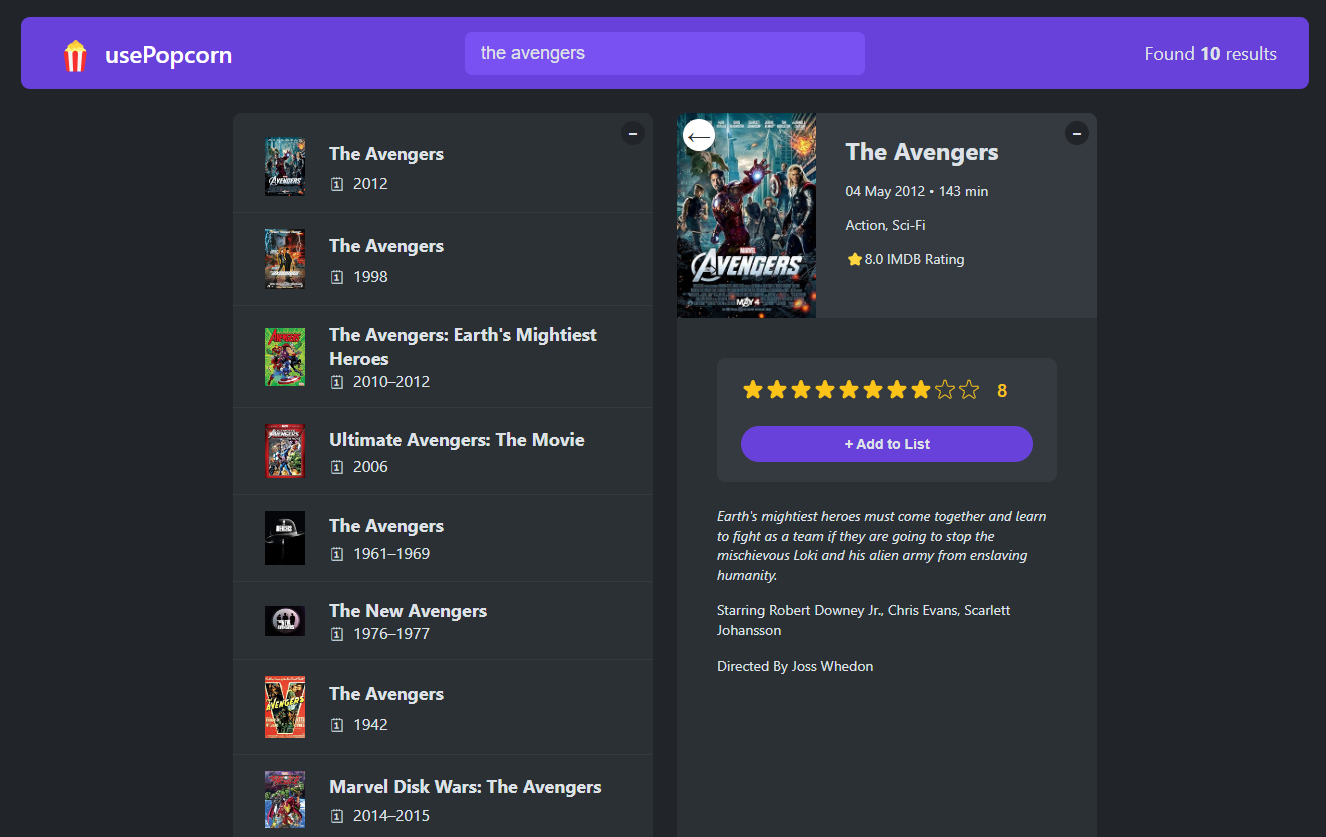 usePopcorn
the avengers
Found 10 results
The Avengers
2012
The Avengers
1998
The Avengers: Earth's Mightiest
Heroes
2010–2012
Ultimate Avengers: The Movie
2006
The Avengers
1961–1969
The New Avengers
1976–1977
The Avengers
1942
Marvel Disk Wars: The Avengers
2014–2015
MARVEL
AVENGERS
MAY 4
The Avengers
04 May 2012 • 143 min
Action, Sci-Fi
8.0 IMDB Rating
8
+ Add to List
Earth's mightiest heroes must come together and learn
to fight as a team if they are going to stop the
mischievous Loki and his alien army from enslaving
humanity.
Starring Robert Downey Jr., Chris Evans, Scarlett
Johansson
Directed By Joss Whedon